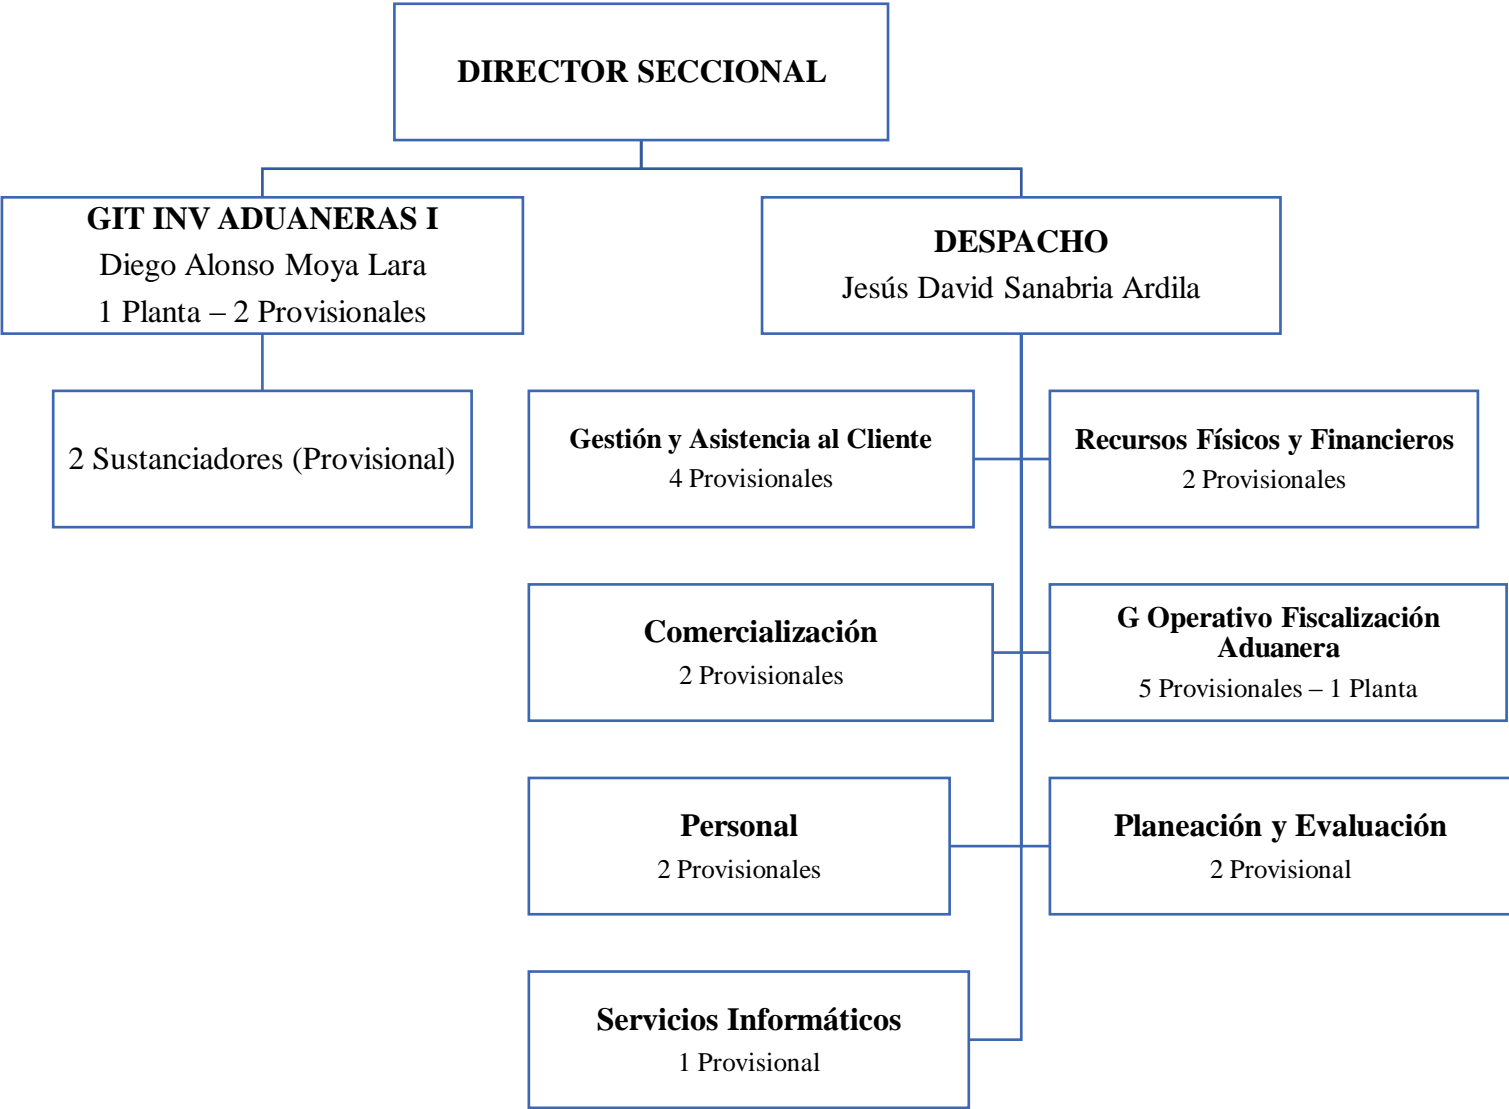 DIRECTOR SECCIONAL
GIT INV ADUANERAS I
Diego Alonso Moya Lara
1 Planta – 2 Provisionales
DESPACHO
Jesús David Sanabria Ardila
2 Sustanciadores (Provisional)
Gestión y Asistencia al Cliente
4 Provisionales
Recursos Físicos y Financieros
2 Provisionales
Comercialización
2 Provisionales
G Operativo Fiscalización
Aduanera
5 Provisionales – 1 Planta
Personal
2 Provisionales
Planeación y Evaluación
2 Provisional
Servicios Informáticos
1 Provisional